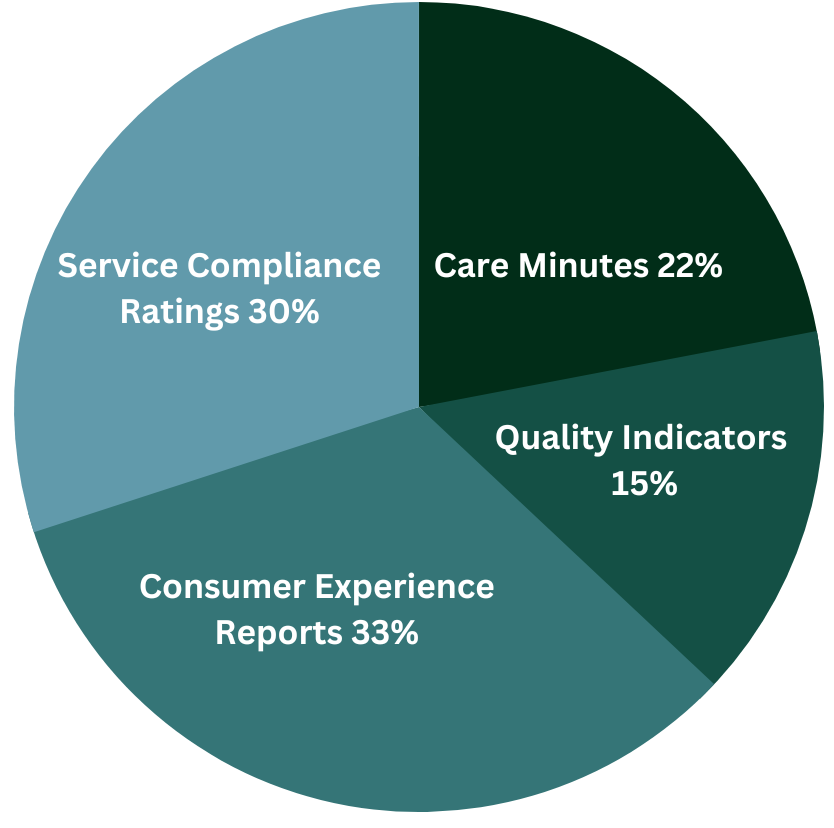 Service Compliance
Ratings 30%
Care Minutes 22%
Quality Indicators
15%
Consumer Experience
Reports 33%